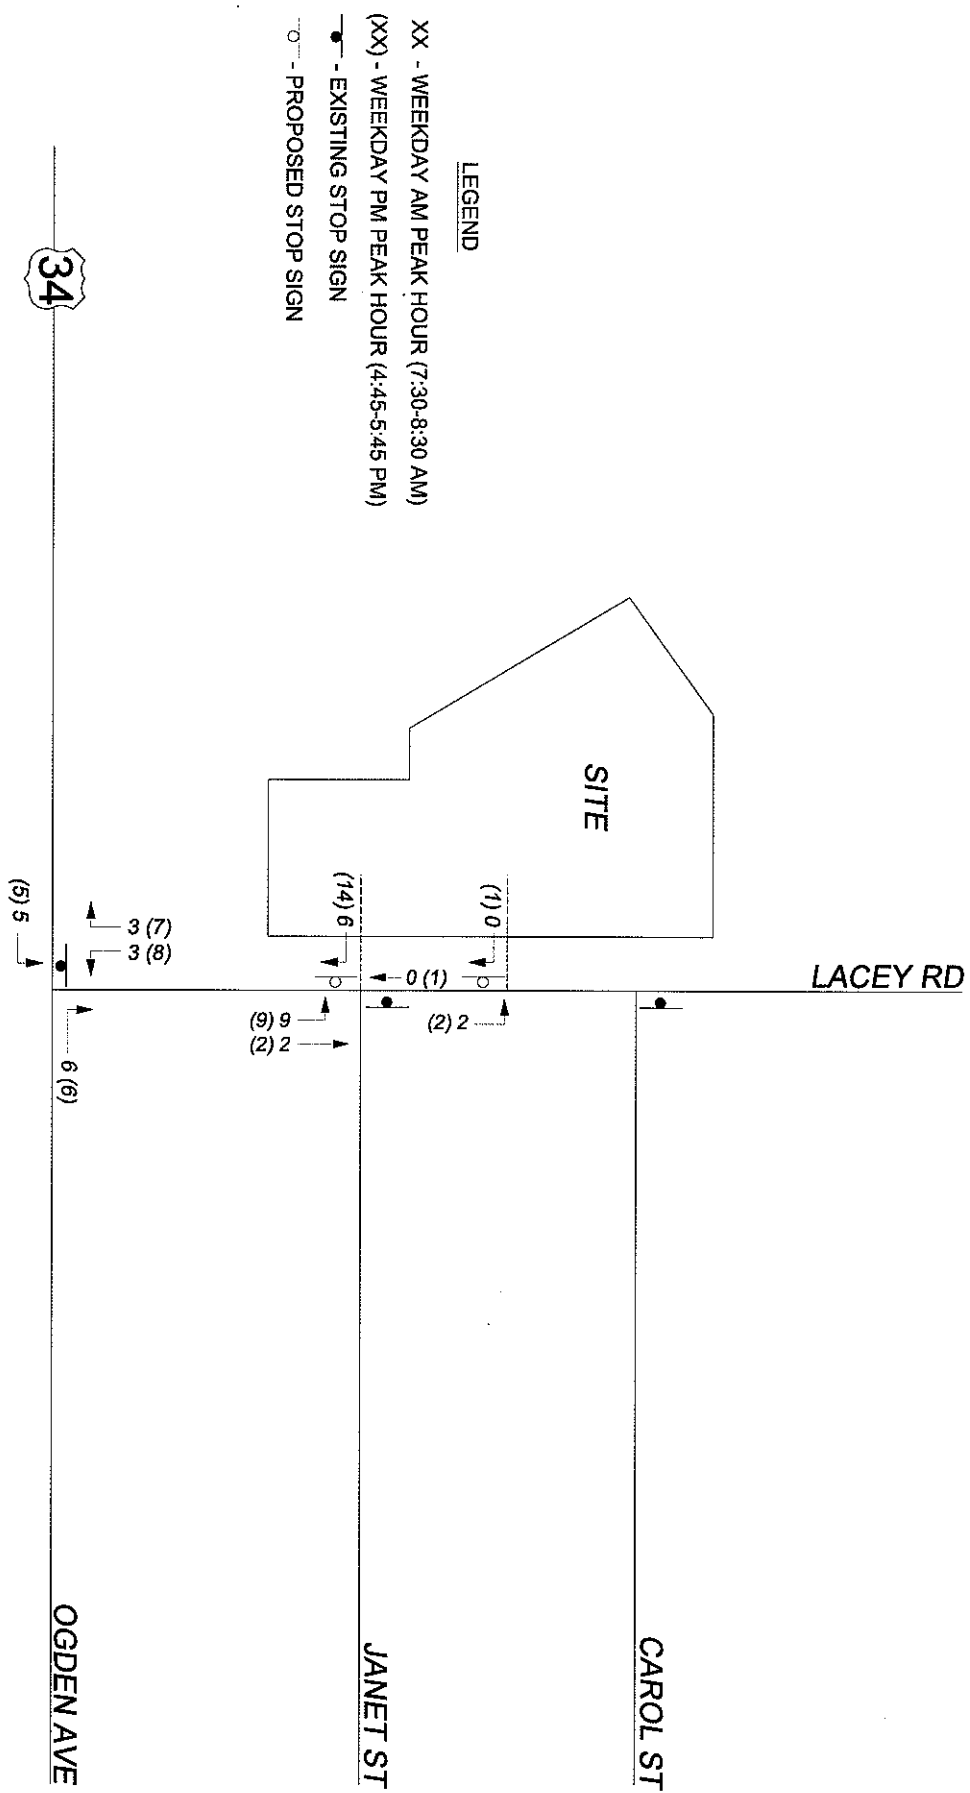 LEGEND
XX - WEEKDAY AM PEAK HOUR (7:30-8:30 AM)
(XX) - WEEKDAY PM PEAK HOUR (4:45-5:45 PM)
- EXISTING STOP SIGN
- PROPOSED STOP SIGN
34
SITE
LACEY RD
(1) 0
(14) 6
0 (1)
(2) 2
(9) 9
(2) 2
3 (7)
3 (8)
(5) 5
6 (6)
CAROL ST
JANET ST
OGDEN AVE